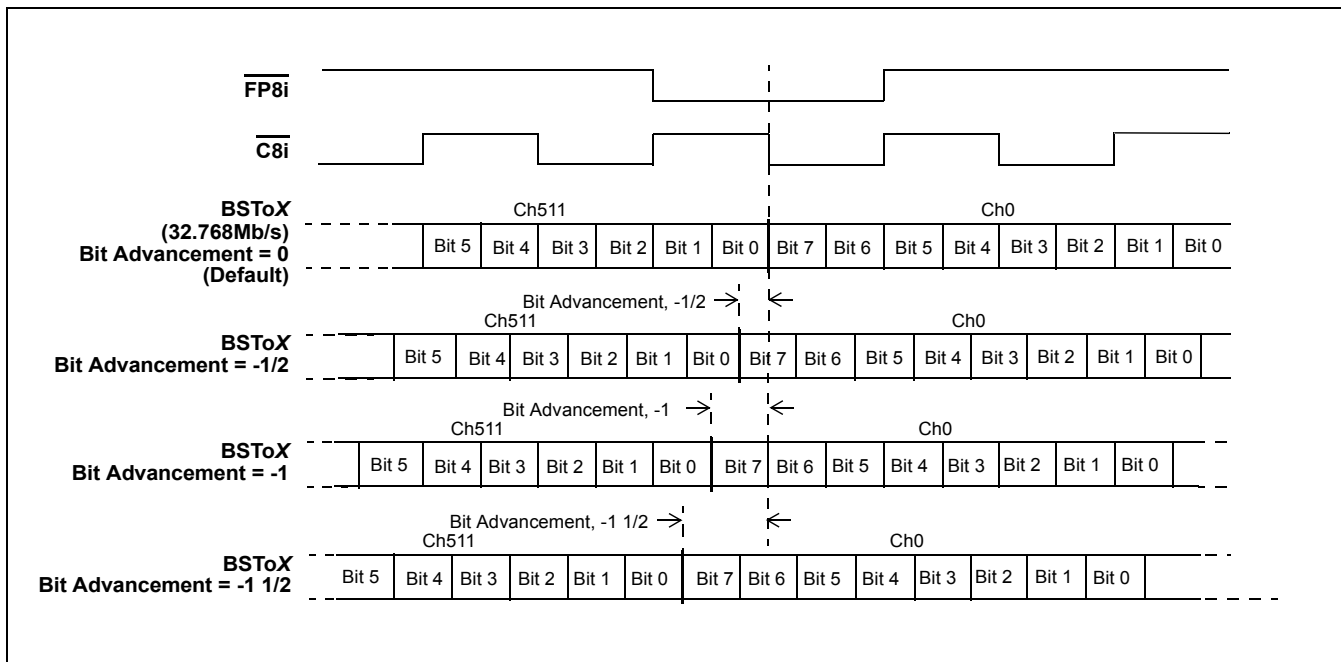 FP8i
C8i
BSToX
(32.768Mb/s)
Bit Advancement = 0
(Default)
Ch511 Ch0
Bit 5 Bit 4 Bit 3 Bit 2 Bit 1 Bit 0 Bit 7 Bit 6 Bit 5 Bit 4 Bit 3 Bit 2 Bit 1 Bit 0
Bit Advancement, -1/2
Ch511 Ch0
BSToX
Bit Advancement = -1/2
Bit 5 Bit 4 Bit 3 Bit 2 Bit 1 Bit 0 Bit 7 Bit 6 Bit 5 Bit 4 Bit 3 Bit 2 Bit 1 Bit 0
Bit Advancement, -1
Ch511 Ch0
BSToX
Bit Advancement = -1
Bit 5 Bit 4 Bit 3 Bit 2 Bit 1 Bit 0 Bit 7 Bit 6 Bit 5 Bit 4 Bit 3 Bit 2 Bit 1 Bit 0
Bit Advancement, -1 1/2
Ch511 Ch0
BSToX
Bit Advancement = -1 1/2
Bit 5 Bit 4 Bit 3 Bit 2 Bit 1 Bit 0 Bit 7 Bit 6 Bit 5 Bit 4 Bit 3 Bit 2 Bit 1 Bit 0